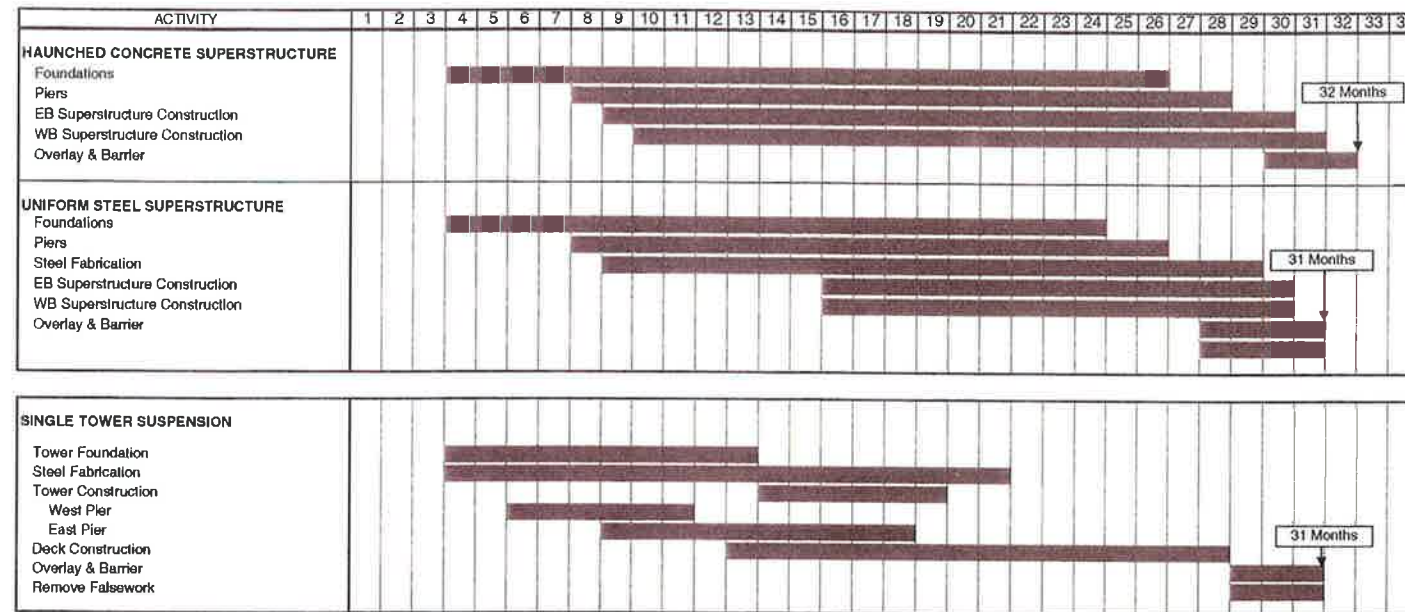 ACTIVITY 1 2 3 4 5 6 7 8 9 10 11 12 13 14 15 16 17 18 19 20 21 22 23 24 25 26 27 28 29 30 31 32 33 3
HAUNCHED CONCRETE SUPERSTRUCTURE
Foundations
Piers
32 Months
EB Superstructure Construction
WB Superstructure Construction
Overlay & Barrier
UNIFORM STEEL SUPERSTRUCTURE
Foundations
Piers
Steel Fabrication
31 Months
EB Superstructure Construction
WB Superstructure Construction
Overlay & Barrier
SINGLE TOWER SUSPENSION
Tower Foundation
Steel Fabrication
Tower Construction
West Pier
East Pier
31 Months
Deck Construction
Overlay & Barrier
Remove Falsework